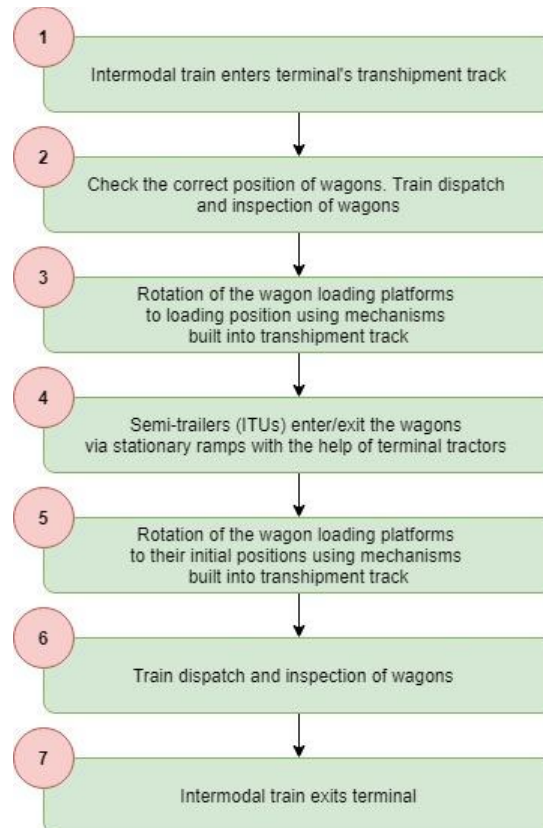 1
Intermodal train enters terminal's transhipment track
2
Check the correct position of wagons. Train dispatch
and inspection of wagons
3
Rotation of the wagon loading platforms
to loading position using mechanisms
built into transhipment track
4
Semi-trailers (ITUs) enter/exit the wagons
via stationary ramps with the help of terminal tractors
5
Rotation of the wagon loading platforms
to their initial positions using mechanisms
built into transhipment track
6
Train dispatch and inspection of wagons
7
Intermodal train exits terminal